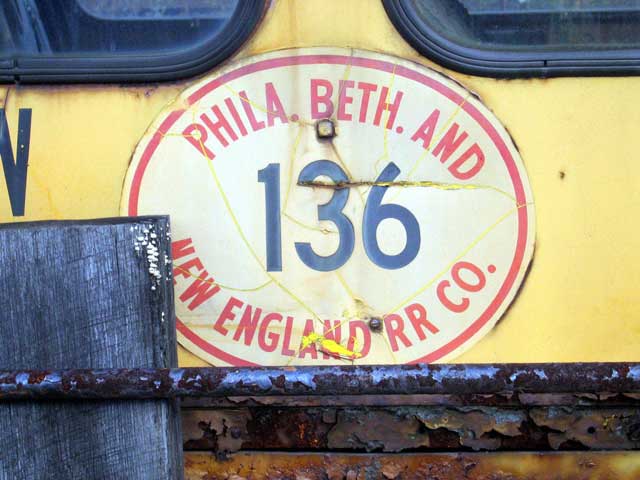 PHILA. BETH. AND
136
NEW ENGLAND RR CO.